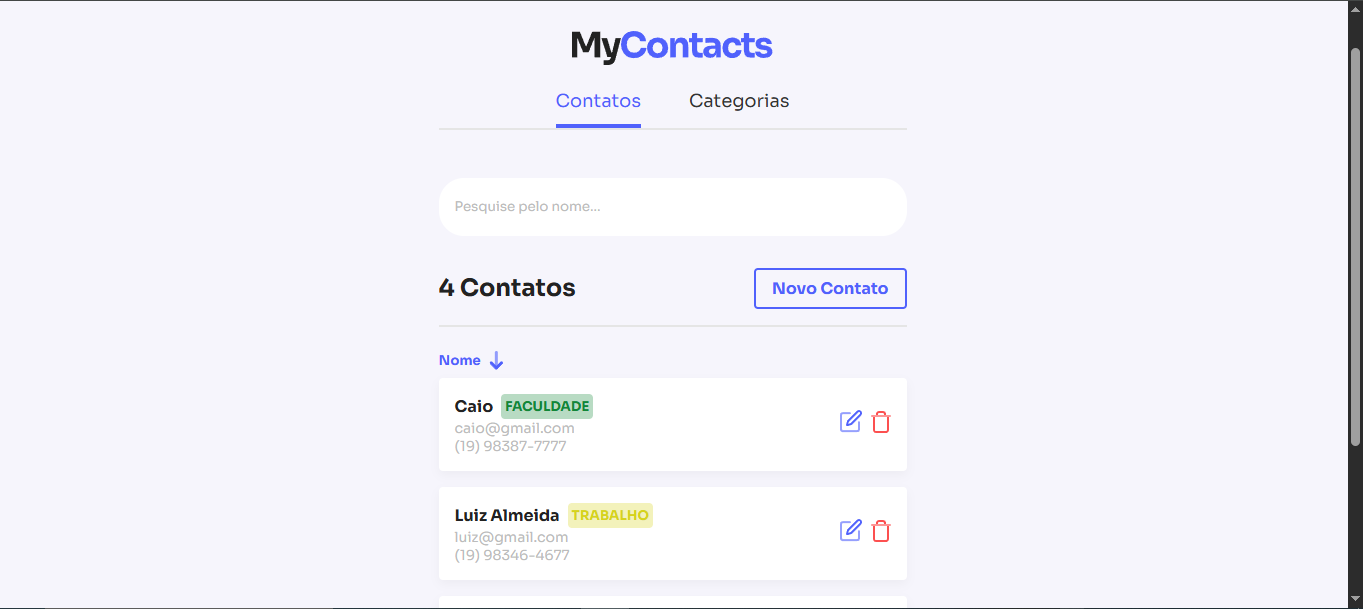 MyContacts
Contatos Categorias
Pesquise pelo nome...
4 Contatos Novo Contato
Nome
Caio FACULDADE
caio@gmail.com
(19) 98387-7777
Luiz Almeida TRABALHO
luiz@gmail.com
(19) 98346-4677